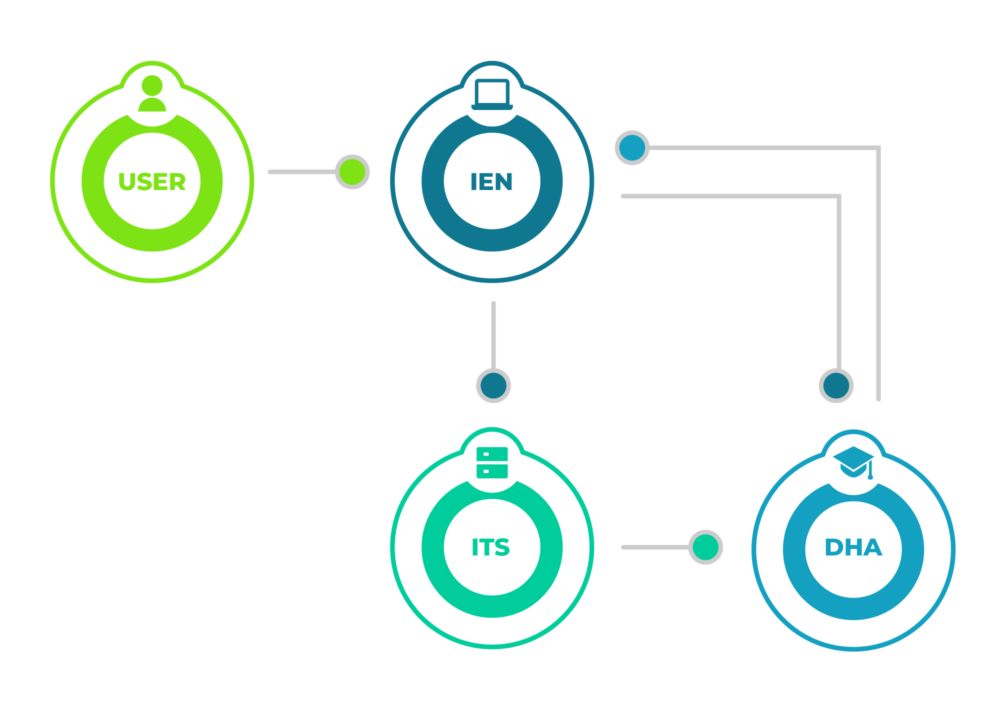 USER
IEN
ITS
DHA